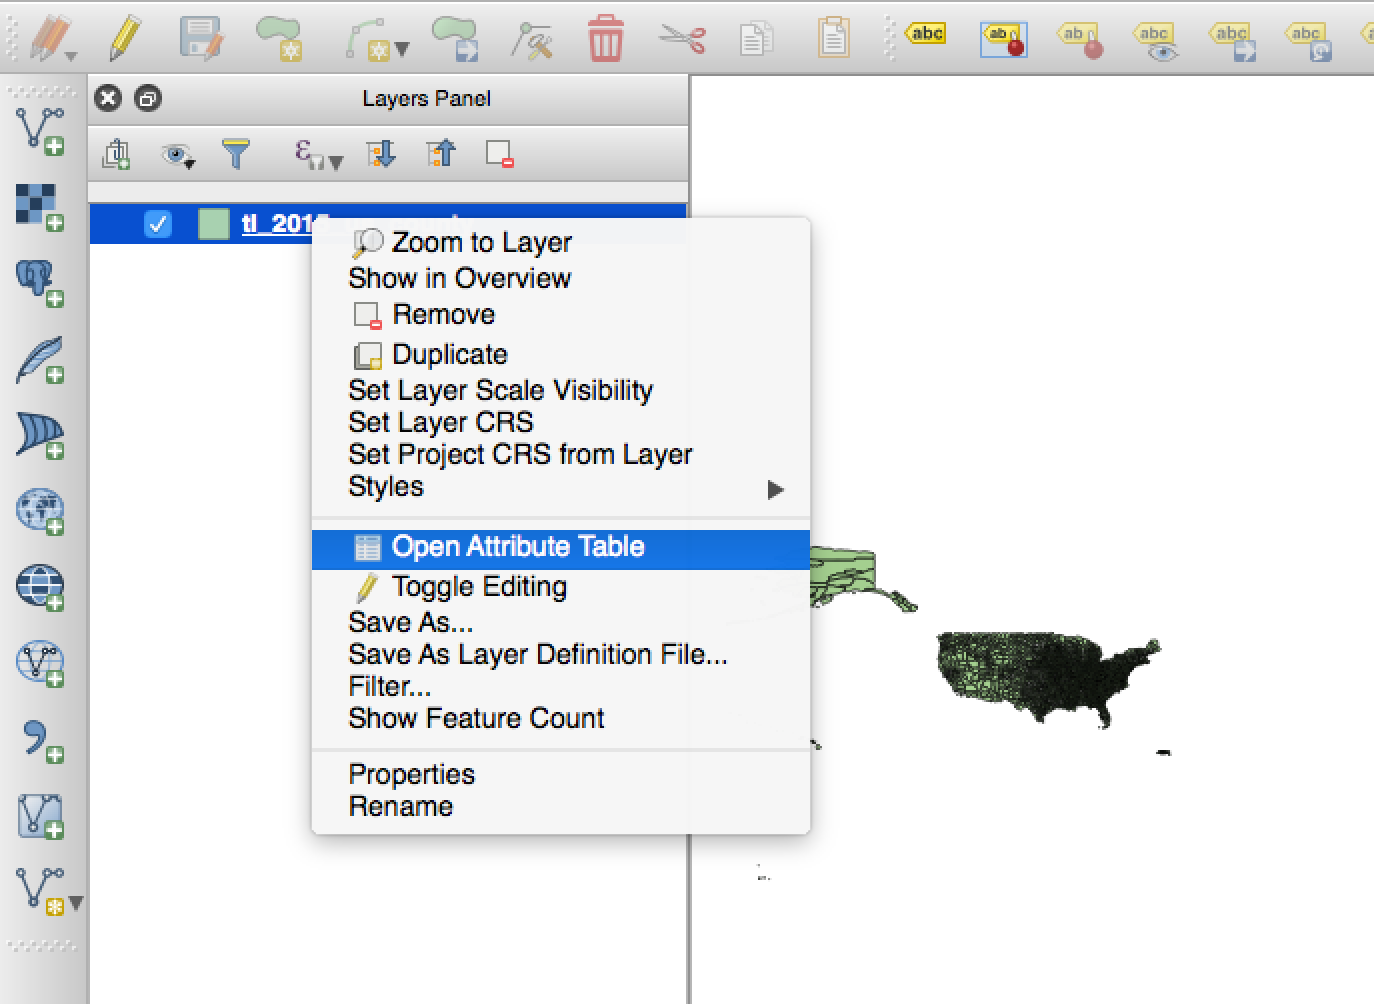 abc
ab
ab
abc
abc
abc
Layers Panel
ε
tl_201
Zoom to Layer
Show in Overview
Remove
Duplicate
Set Layer Scale Visibility
Set Layer CRS
Set Project CRS from Layer
Styles
Open Attribute Table
Toggle Editing
Save As...
Save As Layer Definition File...
Filter...
Show Feature Count
Properties
Rename